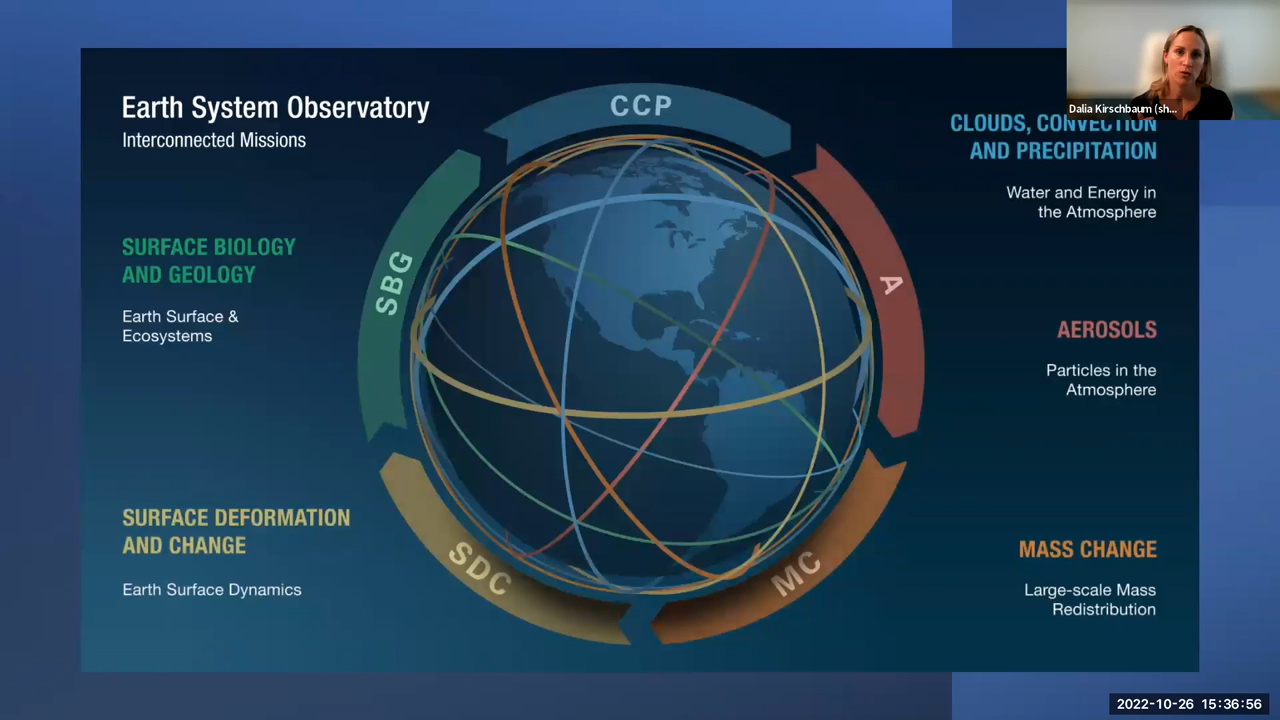 Earth System Observatory
Interconnected Missions
CCP
A
MC
SDC
SBG
CLOUDS, CONVECTION
AND PRECIPITATION
Water and Energy in
the Atmosphere
AEROSOLS
Particles in the
Atmosphere
MASS CHANGE
Large-scale Mass
Redistribution
SURFACE BIOLOGY
AND GEOLOGY
Earth Surface &
Ecosystems
SURFACE DEFORMATION
AND CHANGE
Earth Surface Dynamics
Dalia Kirschbaum (sh...
2022-10-26 15:36:56